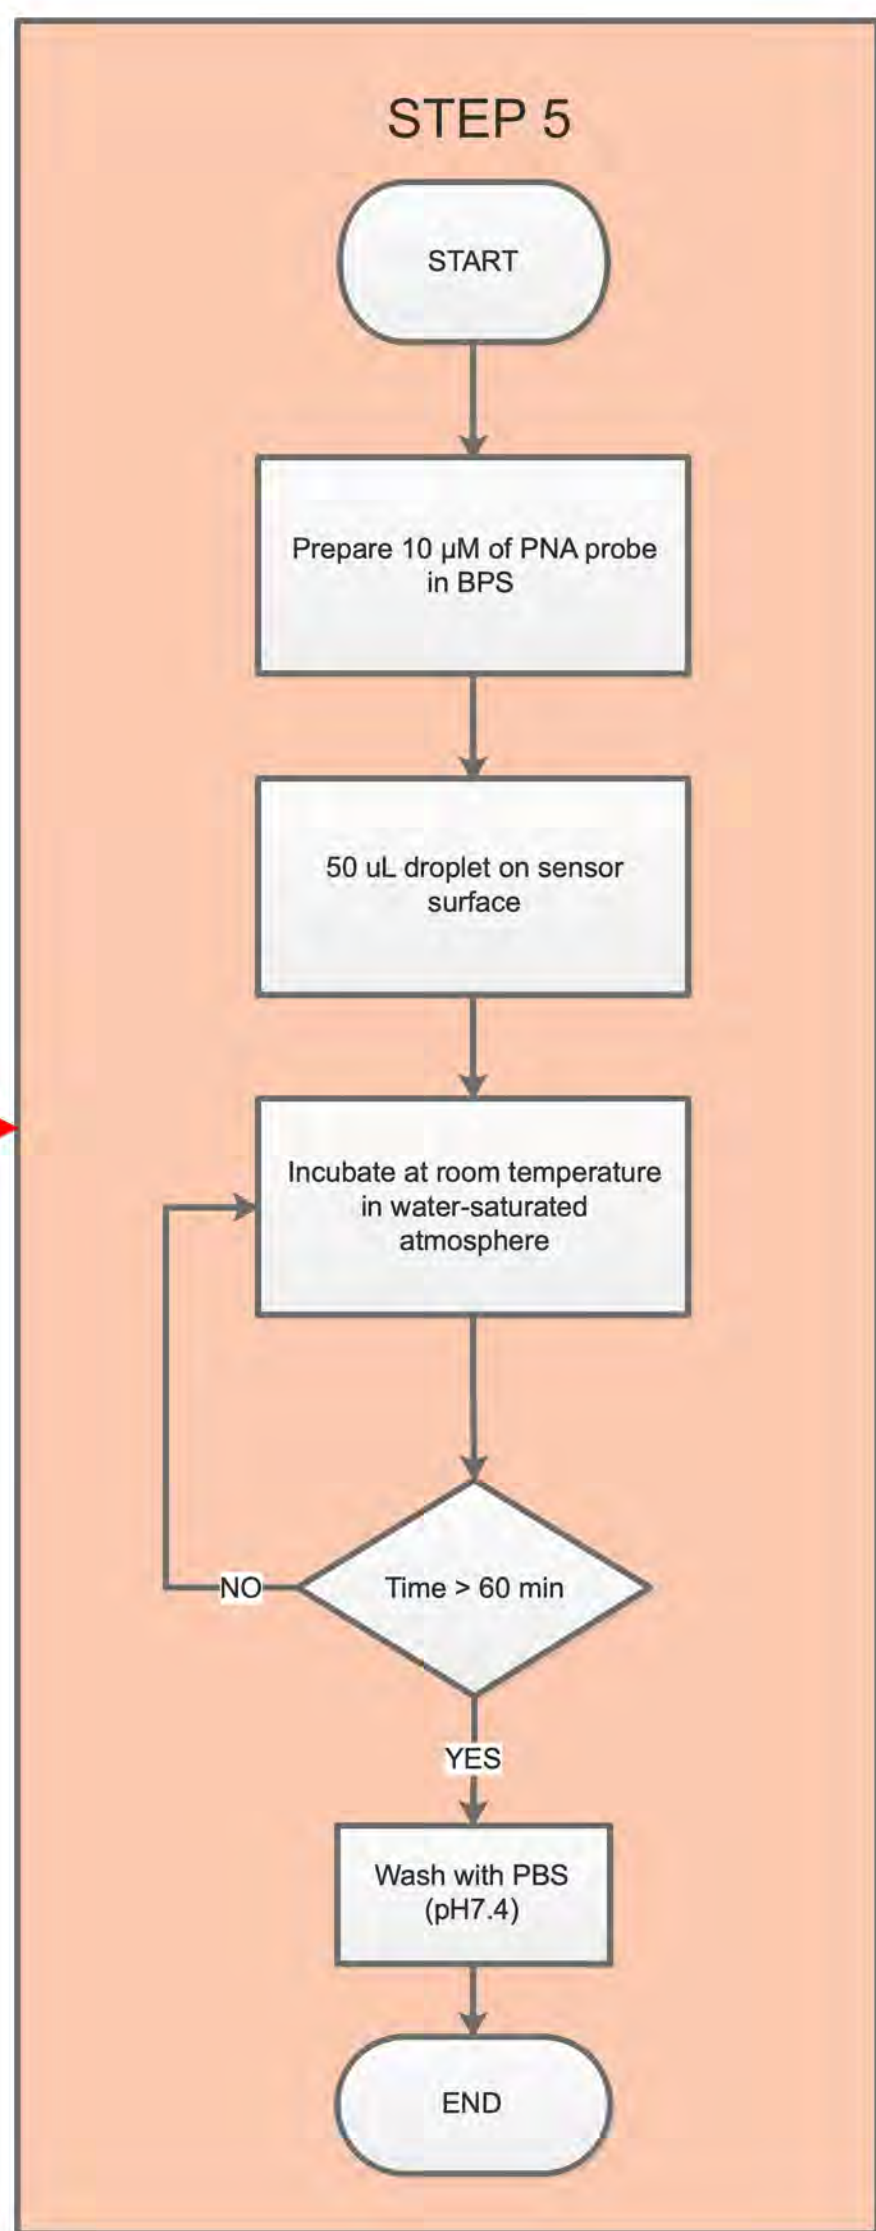 STEP 5
START
Prepare 10 µM of PNA probe
in BPS
50 uL droplet on sensor
surface
Incubate at room temperature
in water-saturated
atmosphere
Time > 60 min
NO
YES
Wash with PBS
(pH7.4)
END